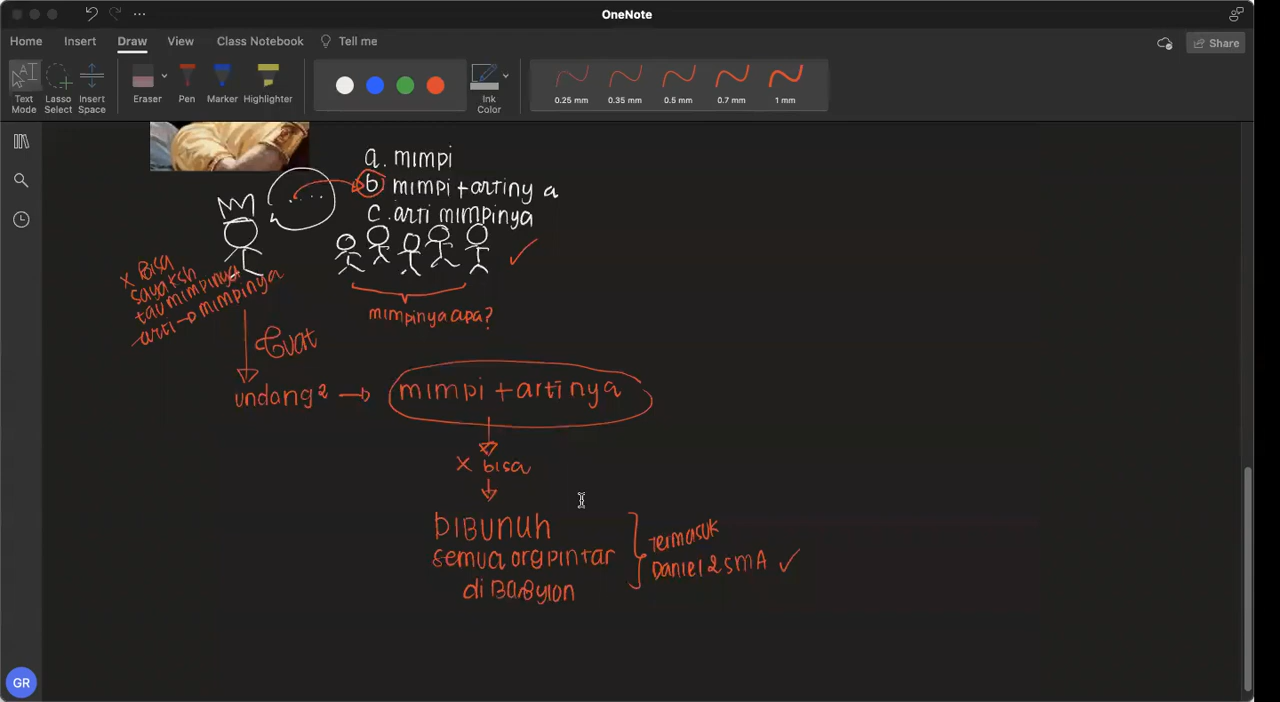 OneNote
Home Insert Draw View Class Notebook Tell me
Share
Text Mode
Lasso Select
Insert Space
Eraser
Pen
Marker
Highlighter
Ink Color
0.25 mm
0.35 mm
0.5 mm
0.7 mm
1 mm
a. mimpi
b mimpi + artinya
c. arti mimpinya
x Bisa
tau mimpinya
arti → mimpinya
mimpinya apa?
undang² → mimpi + artinya
x bisa
DIBUNUH
semua org pintar
di Babylon
Termasuk
Daniel 2 SMA ✓
GR